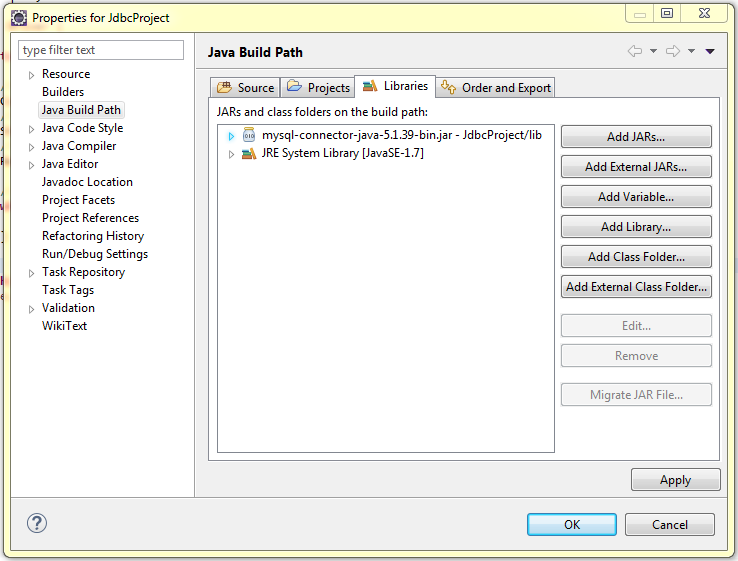 Properties for JdbcProject
type filter text
Resource
Builders
Java Build Path
Java Code Style
Java Compiler
Java Editor
Javadoc Location
Project Facets
Project References
Refactoring History
Run/Debug Settings
Task Repository
Task Tags
Validation
WikiText
Java Build Path
Source Projects Libraries Order and Export
JARs and class folders on the build path:
mysql-connector-java-5.1.39-bin.jar - JdbcProject/lib
JRE System Library [JavaSE-1.7]
Add JARs...
Add External JARs...
Add Variable...
Add Library...
Add Class Folder...
Add External Class Folder...
Edit...
Remove
Migrate JAR File...
Apply
OK Cancel